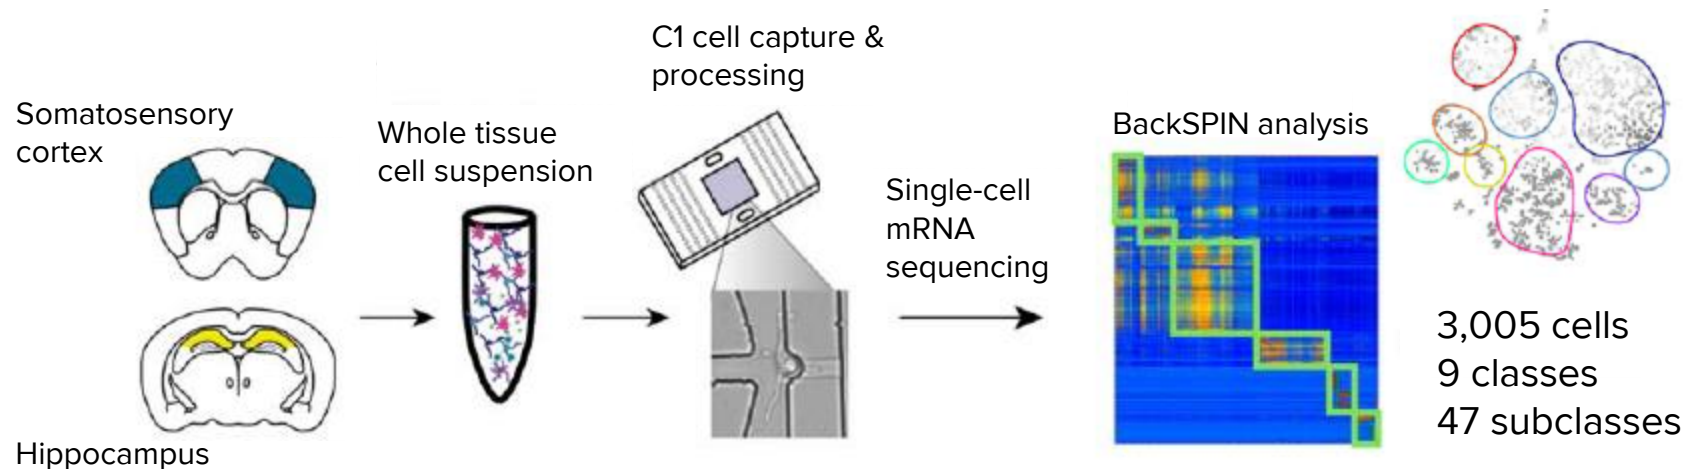 Somatosensory
cortex
Hippocampus
Whole tissue
cell suspension
C1 cell capture &
processing
Single-cell
mRNA
sequencing
BackSPIN analysis
3,005 cells
9 classes
47 subclasses